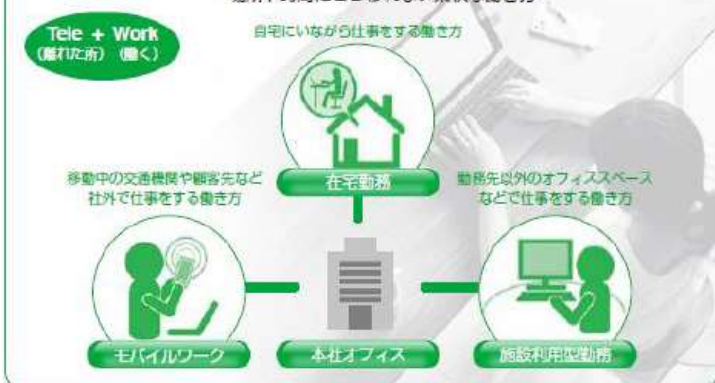 Tele + Work
(離れた所) (働く)
自宅にいながら仕事をする働き方
在宅勤務
移動中の交通機関や顧客先など
社外で仕事をする働き方
勤務先以外のオフィススペース
などで仕事をする働き方
モバイルワーク
本社オフィス
施設利用型勤務